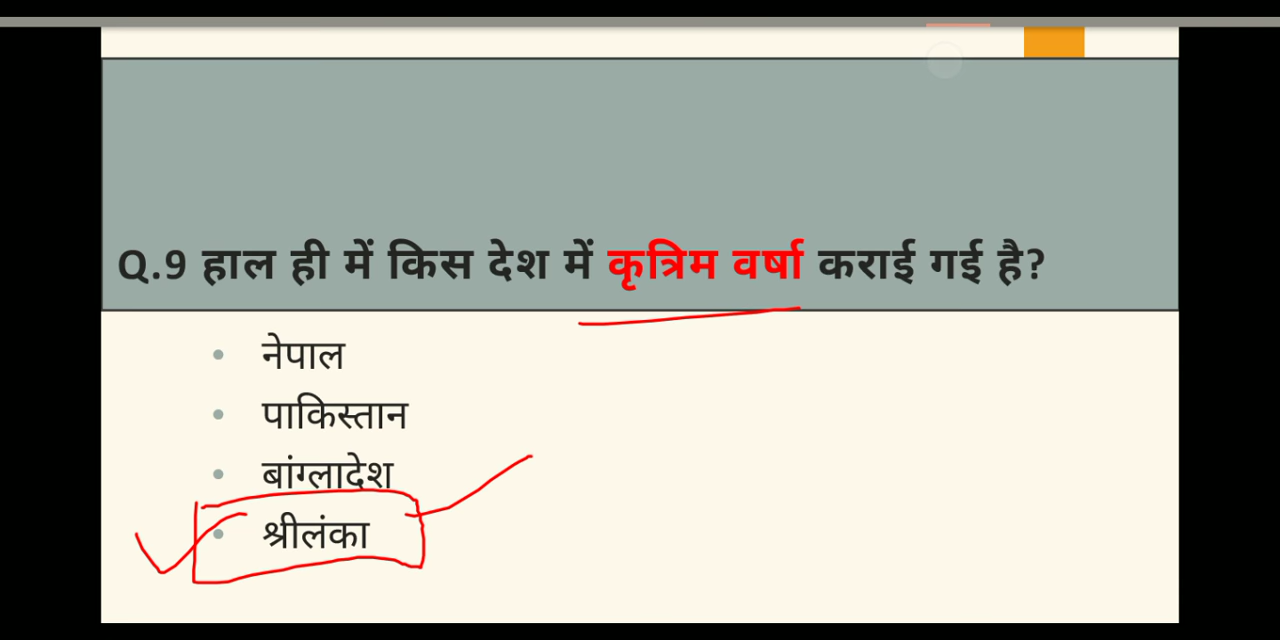 Q.9 हाल ही में किस देश में कृत्रिम वर्षा कराई गई है?
• नेपाल
• पाकिस्तान
• बांग्लादेश
• श्रीलंका